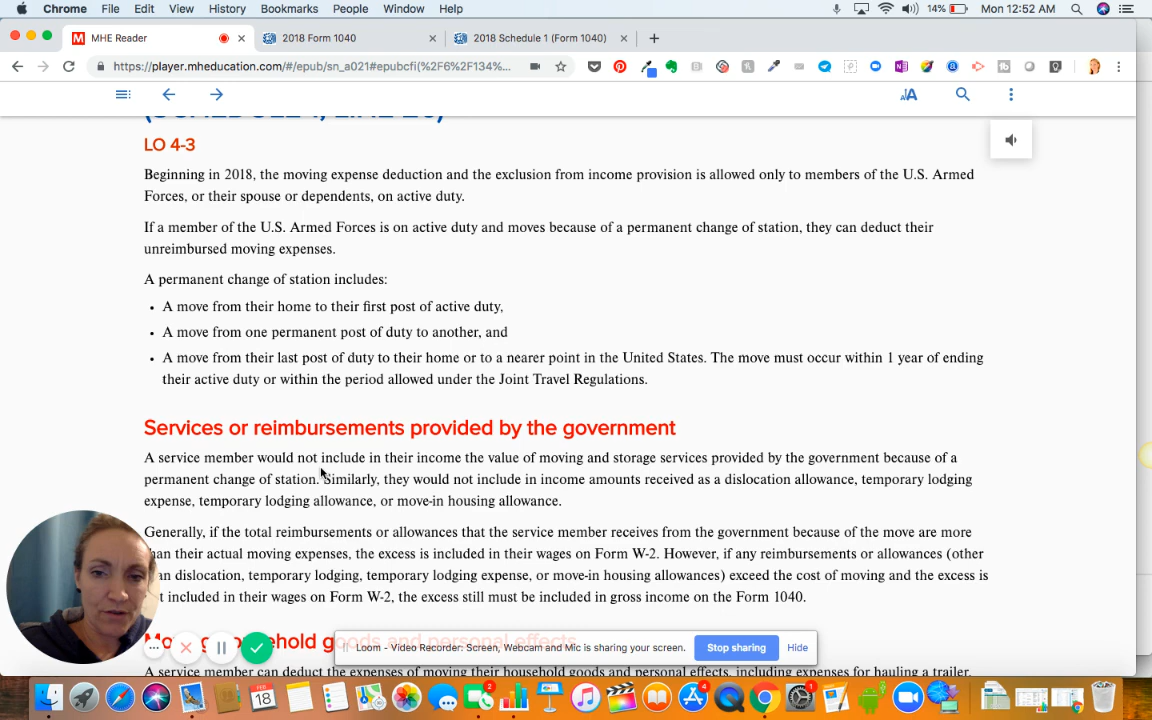 Chrome File Edit View History Bookmarks People Window Help 14% Mon 12:52 AM
MHE Reader 2018 Form 1040 2018 Schedule 1 (Form 1040)
https://player.mheducation.com/#/epub/sn_a021#epubcfi(%2F6%2F134%...
LO 4-3
Beginning in 2018, the moving expense deduction and the exclusion from income provision is allowed only to members of the U.S. Armed
Forces, or their spouse or dependents, on active duty.
If a member of the U.S. Armed Forces is on active duty and moves because of a permanent change of station, they can deduct their
unreimbursed moving expenses.
A permanent change of station includes:
• A move from their home to their first post of active duty,
• A move from one permanent post of duty to another, and
• A move from their last post of duty to their home or to a nearer point in the United States. The move must occur within 1 year of ending
their active duty or within the period allowed under the Joint Travel Regulations.
Services or reimbursements provided by the government
A service member would not include in their income the value of moving and storage services provided by the government because of a
permanent change of station. Similarly, they would not include in income amounts received as a dislocation allowance, temporary lodging
expense, temporary lodging allowance, or move-in housing allowance.
Generally, if the total reimbursements or allowances that the service member receives from the government because of the move are more
than their actual moving expenses, the excess is included in their wages on Form W-2. However, if any reimbursements or allowances (other
dislocation, temporary lodging, temporary lodging expense, or move-in housing allowances) exceed the cost of moving and the excess is
included in their wages on Form W-2, the excess still must be included in gross income on the Form 1040.
goods and personal effects
Loom - Video Recorder: Screen, Webcam and Mic is sharing your screen. Stop sharing Hide
A service member can deduct the expenses of moving their household goods and personal effects, including expenses for hauling a trailer,
FEB
18